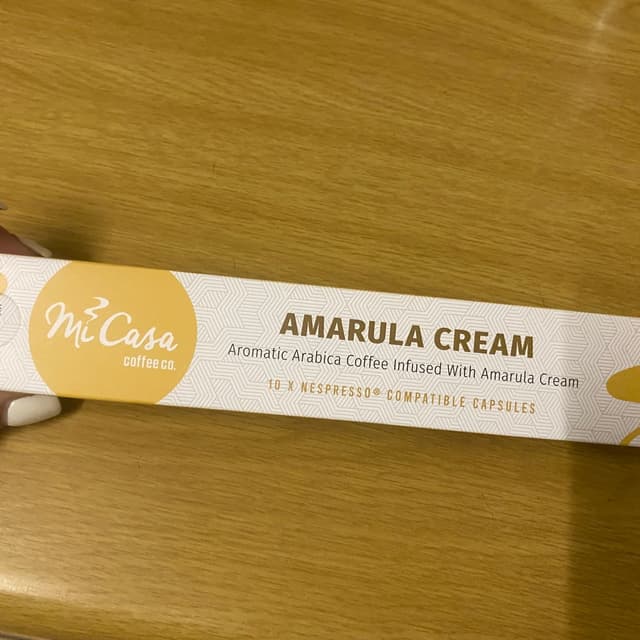 mi Casa
coffee co.
AMARULA CREAM
Aromatic Arabica Coffee Infused With Amarula Cream
10 X NESPRESSO® COMPATIBLE CAPSULES